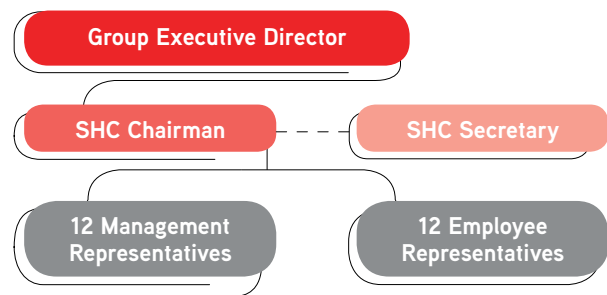 Group Executive Director
SHC Chairman
SHC Secretary
12 Management
Representatives
12 Employee
Representatives